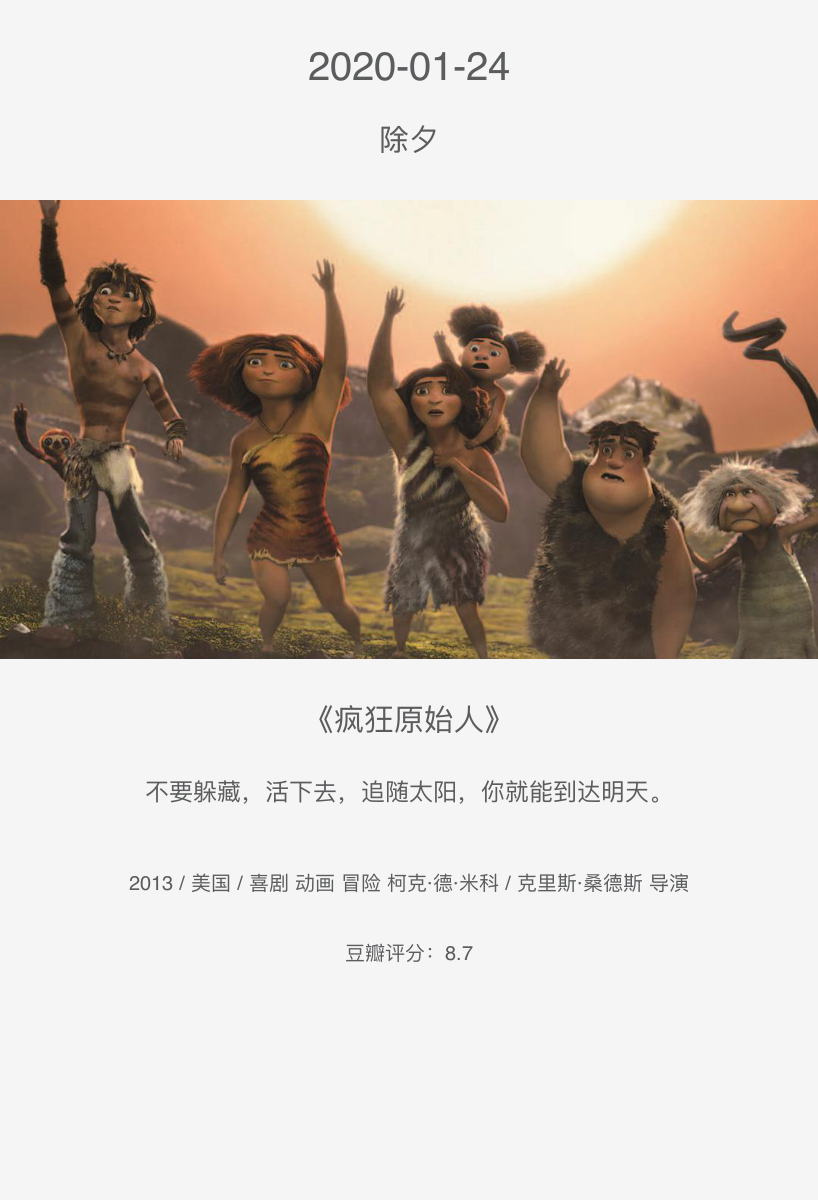 2020-01-24
除夕
《疯狂原始人》
不要躲藏，活下去，追随太阳，你就能到达明天。
2013 / 美国 / 喜剧 动画 冒险 柯克·德·米科 / 克里斯·桑德斯 导演
豆瓣评分：8.7